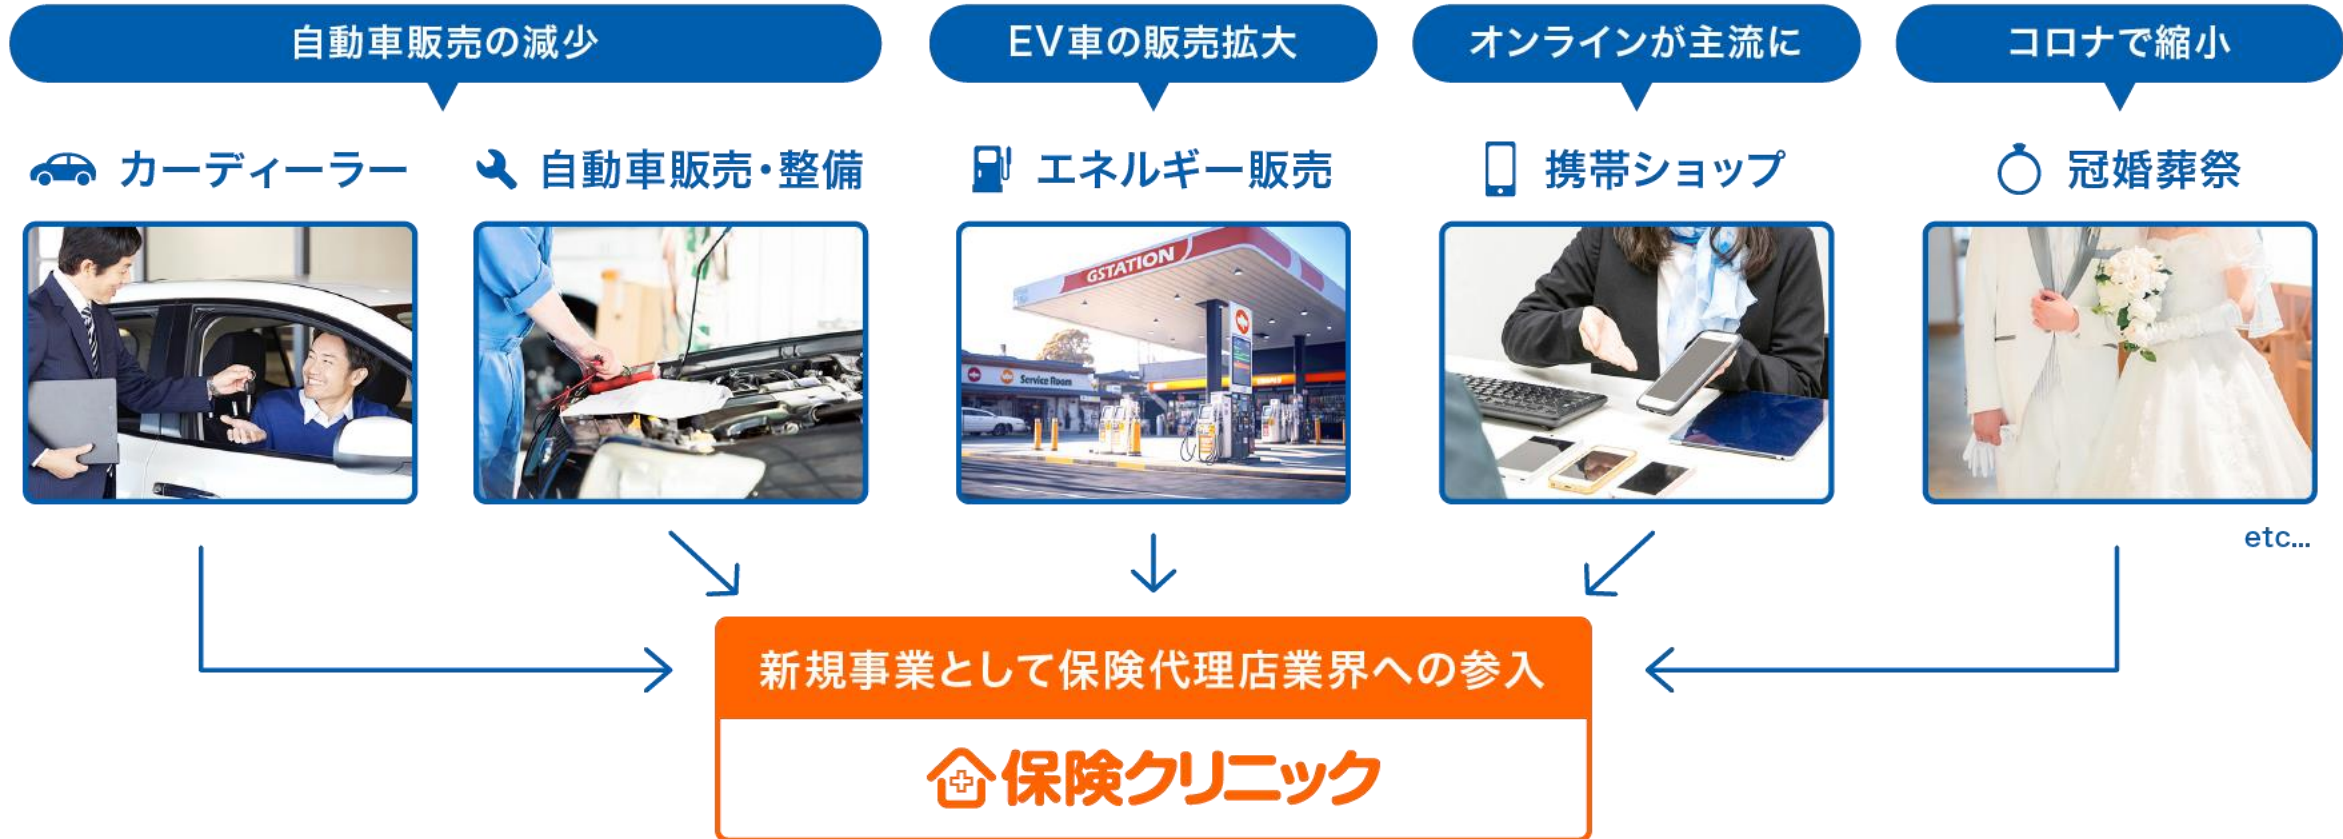 自動車販売の減少
EV車の販売拡大
オンラインが主流に
コロナで縮小
カーディーラー
自動車販売・整備
エネルギー販売
携帯ショップ
冠婚葬祭
GSTATION
Service Room
etc...
新規事業として保険代理店業界への参入
保険クリニック